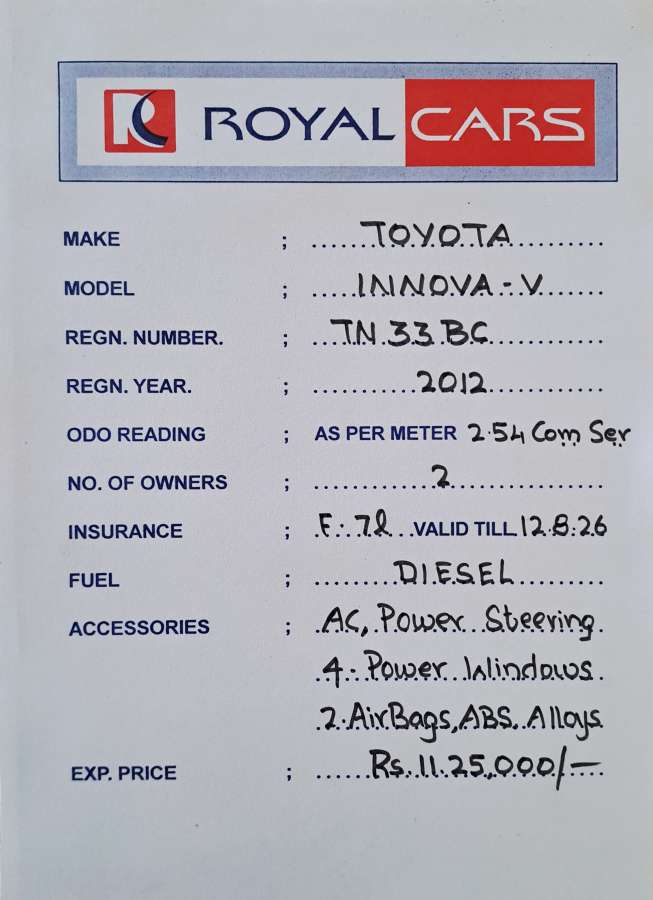 R ROYAL CARS
MAKE ; TOYOTA
MODEL ; INNOVA - V
REGN. NUMBER. ; TN 33 BC
REGN. YEAR. ; 2012
ODO READING ; AS PER METER 2.54 Com Ser
NO. OF OWNERS ; 2
INSURANCE ; F. 7l VALID TILL 12.8.26
FUEL ; DIESEL
ACCESSORIES ; AC, Power Steering
4 - Power Windows
2 - AirBags, ABS, Alloys
EXP. PRICE ; Rs. 11.25,000/-